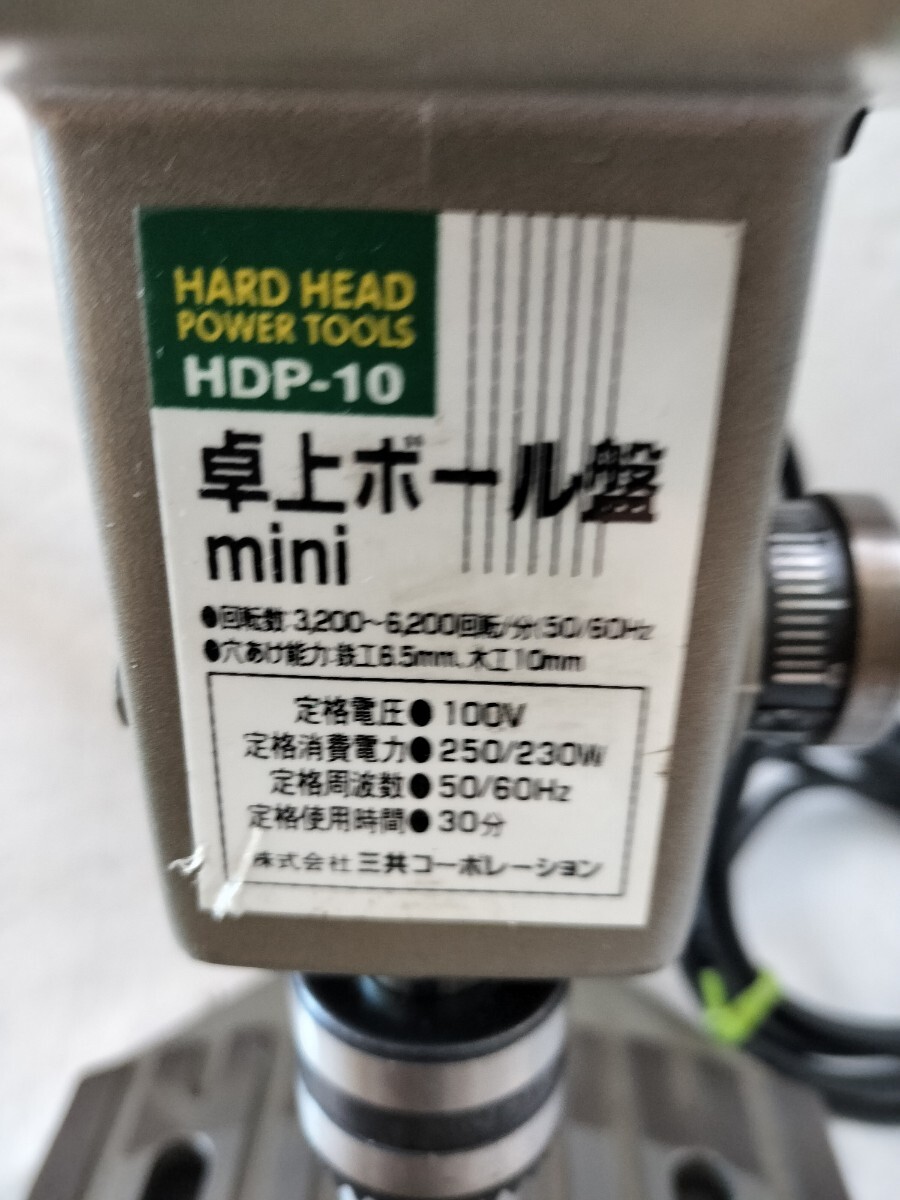 HARD HEAD
POWER TOOLS
HDP-10
卓上ボール盤
mini
●回転数:3,200〜6,200回転/分(50/60Hz
●穴あけ能力:鉄工6.5mm、木工10mm
定格電圧● 100V
定格消費電力● 250/230W
定格周波数● 50/60Hz
定格使用時間● 30分
株式会社 三共コーポレーション